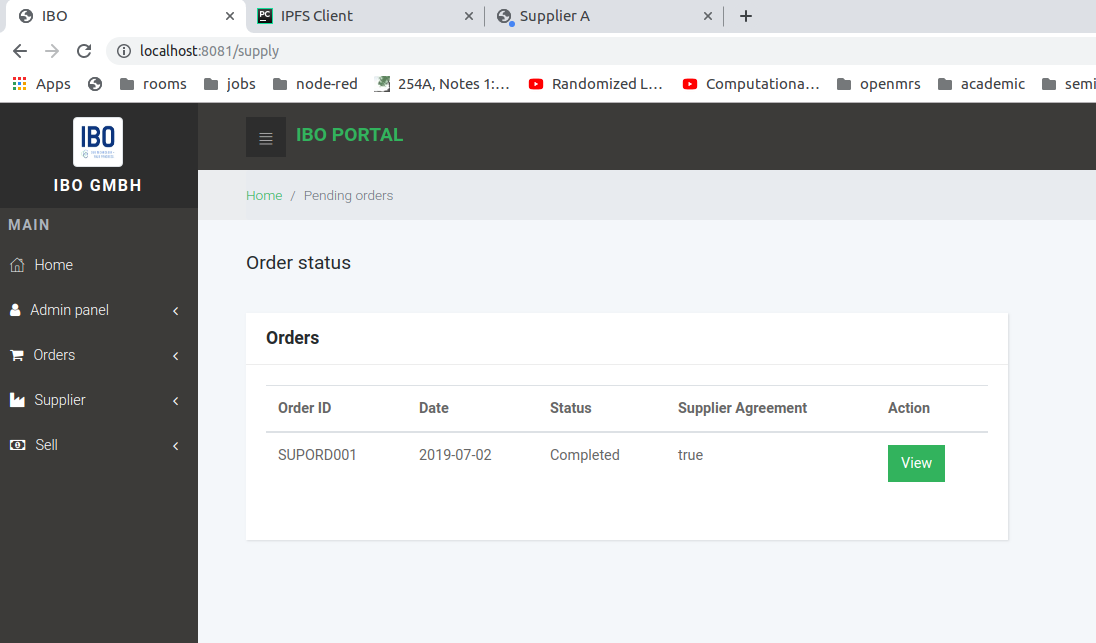 IBO
IPFS Client
Supplier A
localhost:8081/supply
Apps
rooms
jobs
node-red
254A, Notes 1:...
Randomized L...
Computationa...
openmrs
academic
semi
IBO
IBO GMBH
IBO PORTAL
Home / Pending orders
MAIN
Home
Admin panel
Orders
Supplier
Sell
Order status
Orders
Order ID Date Status Supplier Agreement Action
SUPORD001 2019-07-02 Completed true View